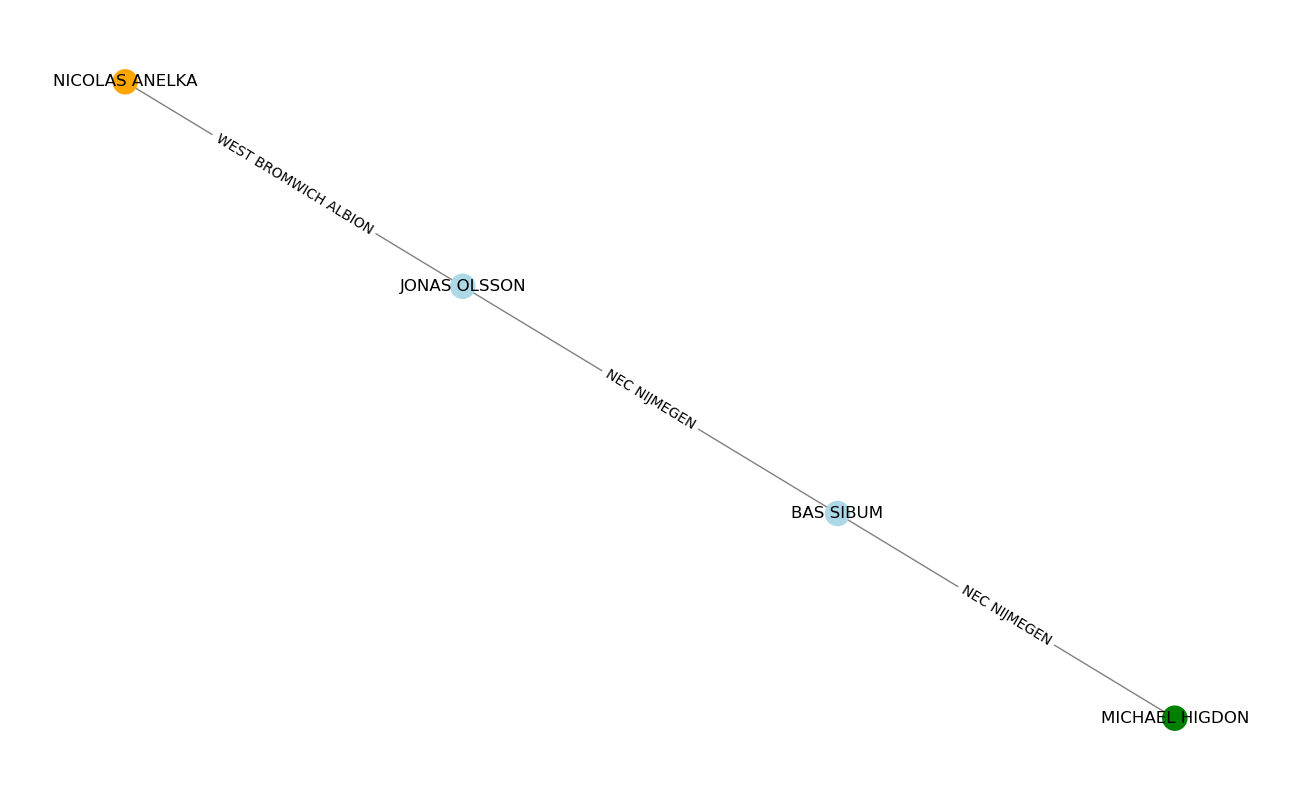 NICOLAS ANELKA
WEST BROMWICH ALBION
JONAS OLSSON
NEC NIJMEGEN
BAS SIBUM
NEC NIJMEGEN
MICHAEL HIGDON